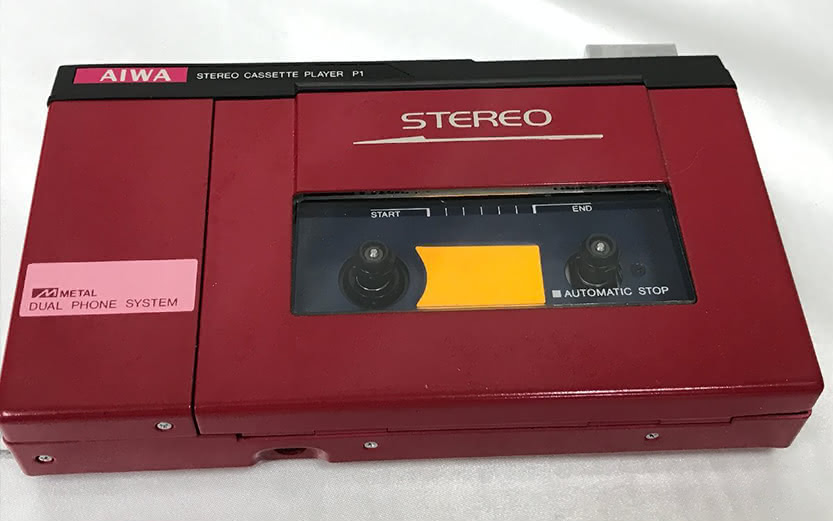 AIWA STEREO CASSETTE PLAYER P1
STEREO
START END
METAL
DUAL PHONE SYSTEM
AUTOMATIC STOP